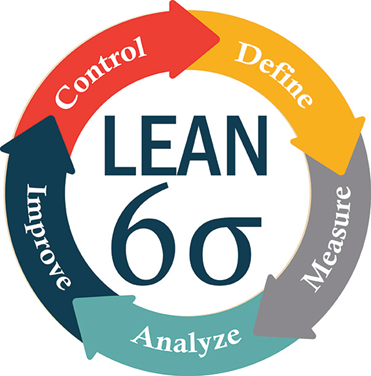 Control
Define
LEAN
6σ
Improve
Measure
Analyze